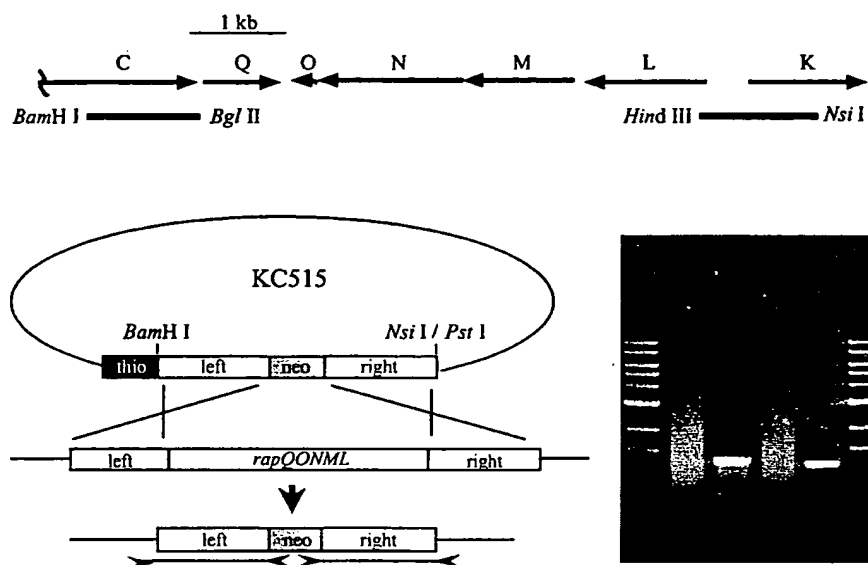 1 kb
C Q O N M L K
BamH I Bgl II Hind III Nsi I
KC515
BamH I Nsi I / Pst I
thio left neo right
left rapQONML right
left neo right